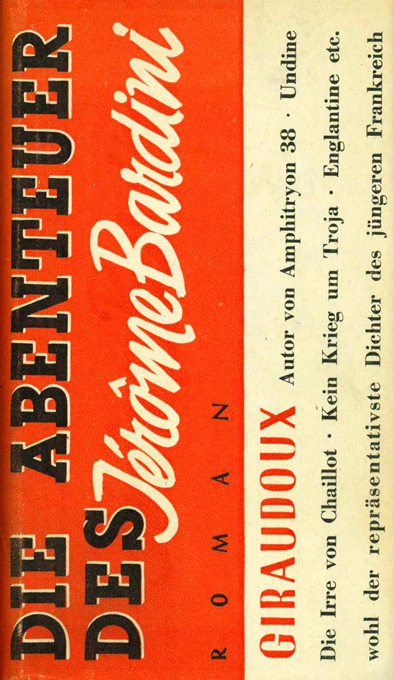 DIE ABENTEUER
DES Jérôme Bardini
ROMAN
GIRAUDOUX Autor von Amphitryon 38 · Undine
Die Irre von Chaillot · Kein Krieg um Troja · Englantine etc.
wohl der repräsentativste Dichter des jüngeren Frankreich